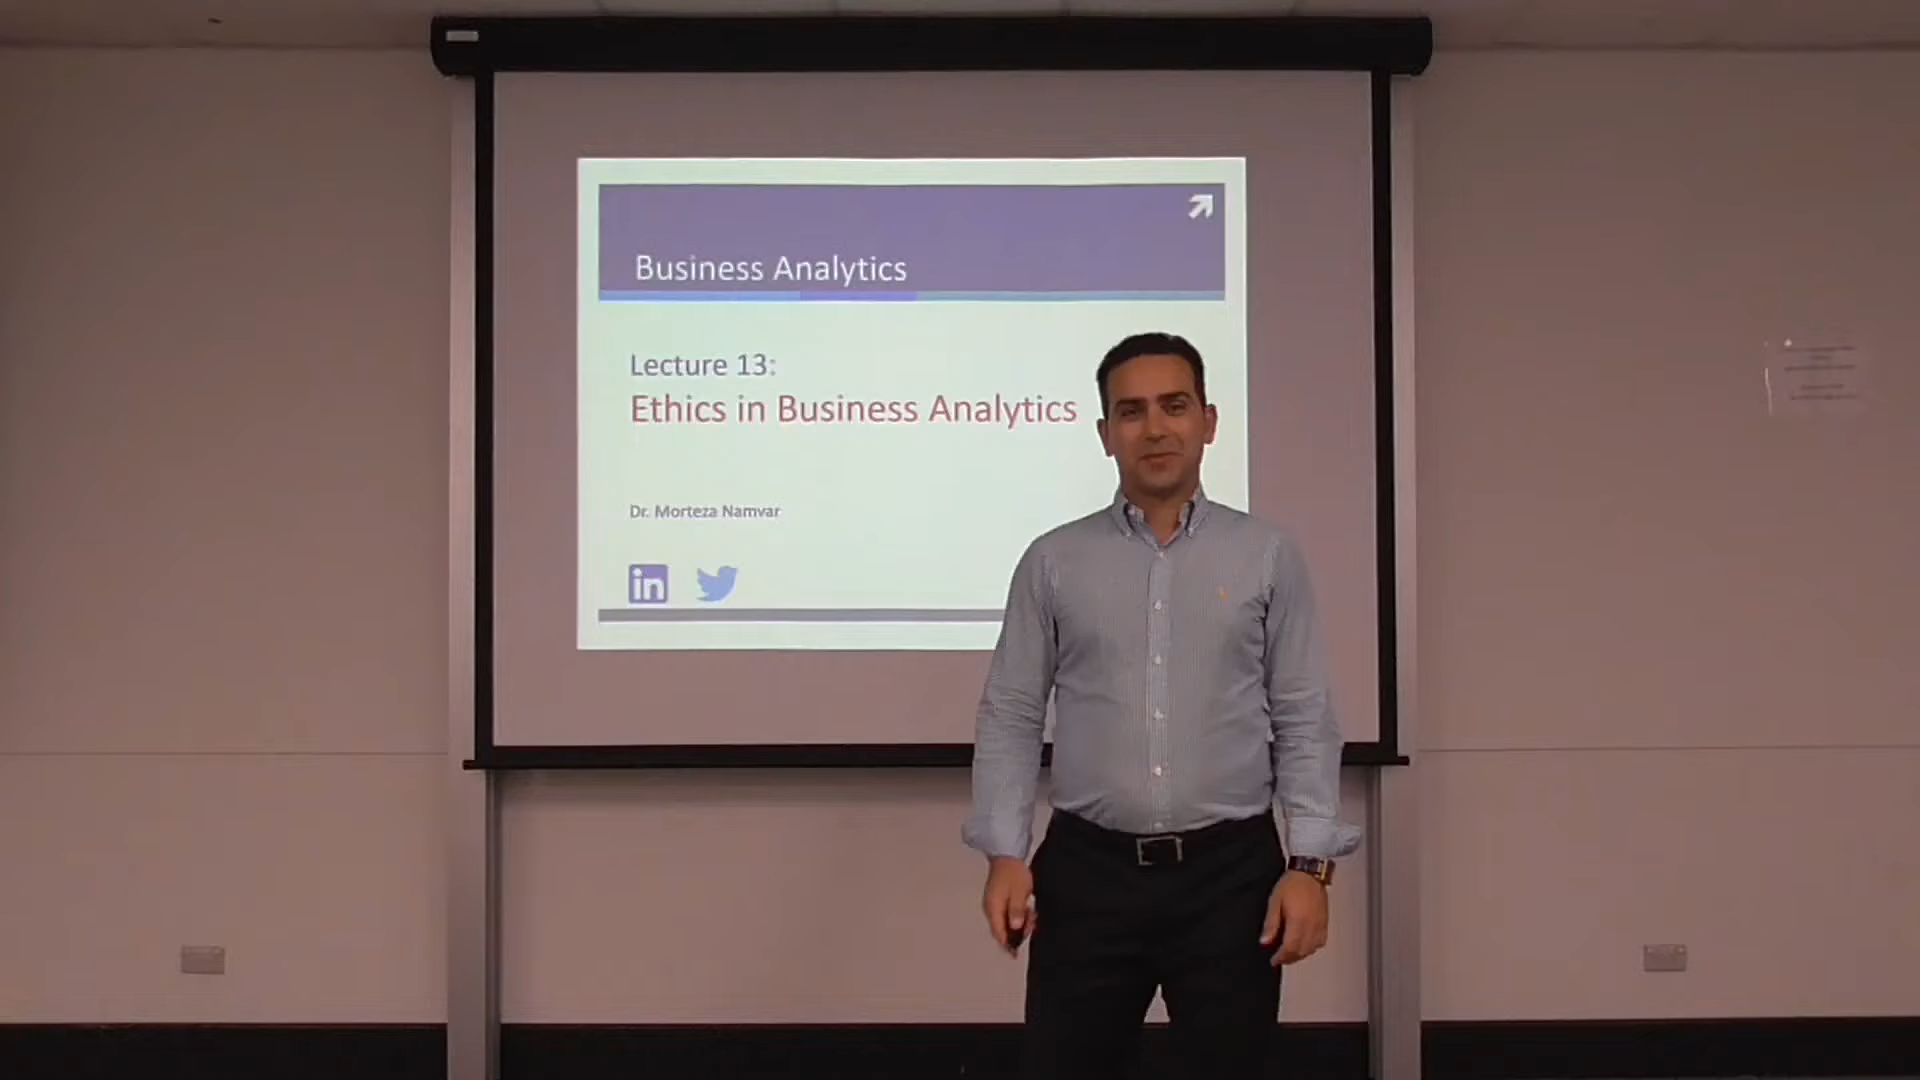 Business Analytics
Lecture 13:
Ethics in Business Analytics
Dr. Morteza Namvar
in